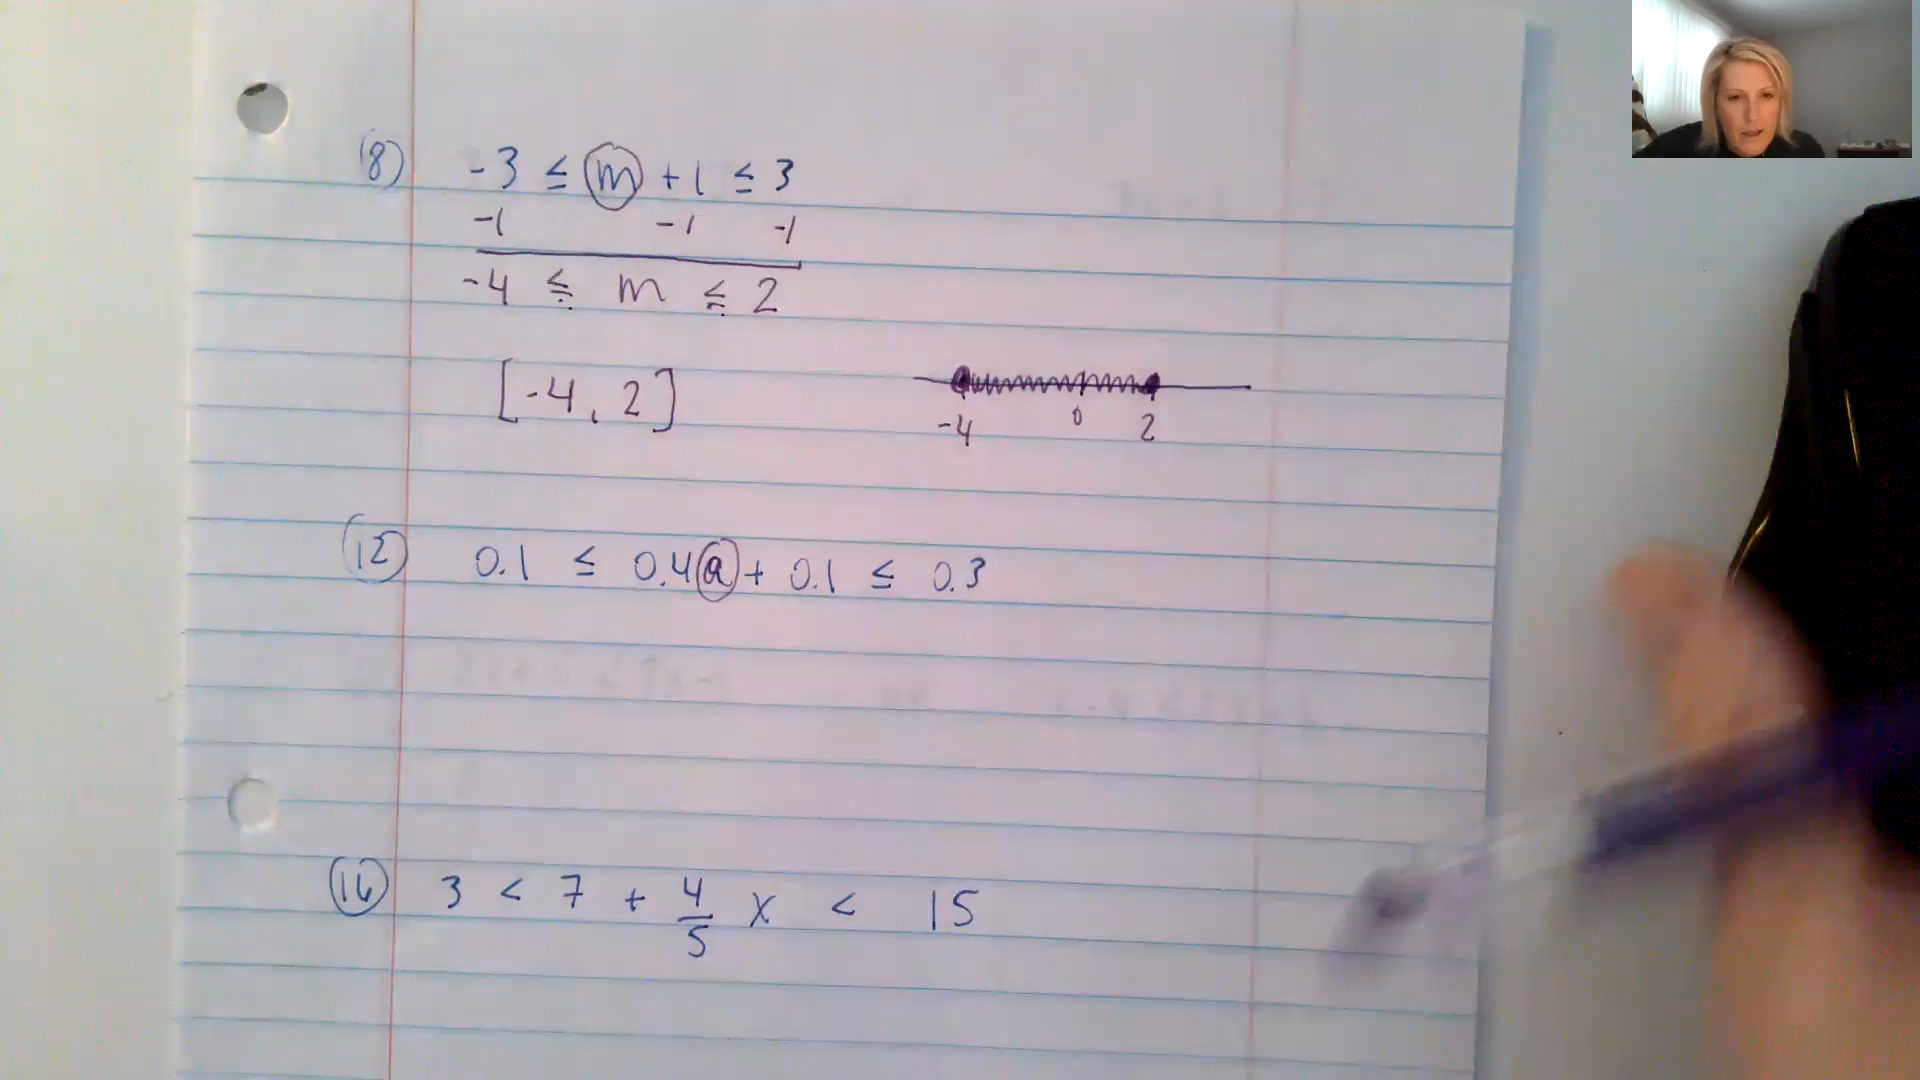 (8) -3 ≤ m + 1 ≤ 3
-1 -1 -1
-4 ≤ m ≤ 2
[-4, 2]
-4 0 2
(12) 0.1 ≤ 0.4a + 0.1 ≤ 0.3
(16) 3 < 7 + 4/5 x < 15